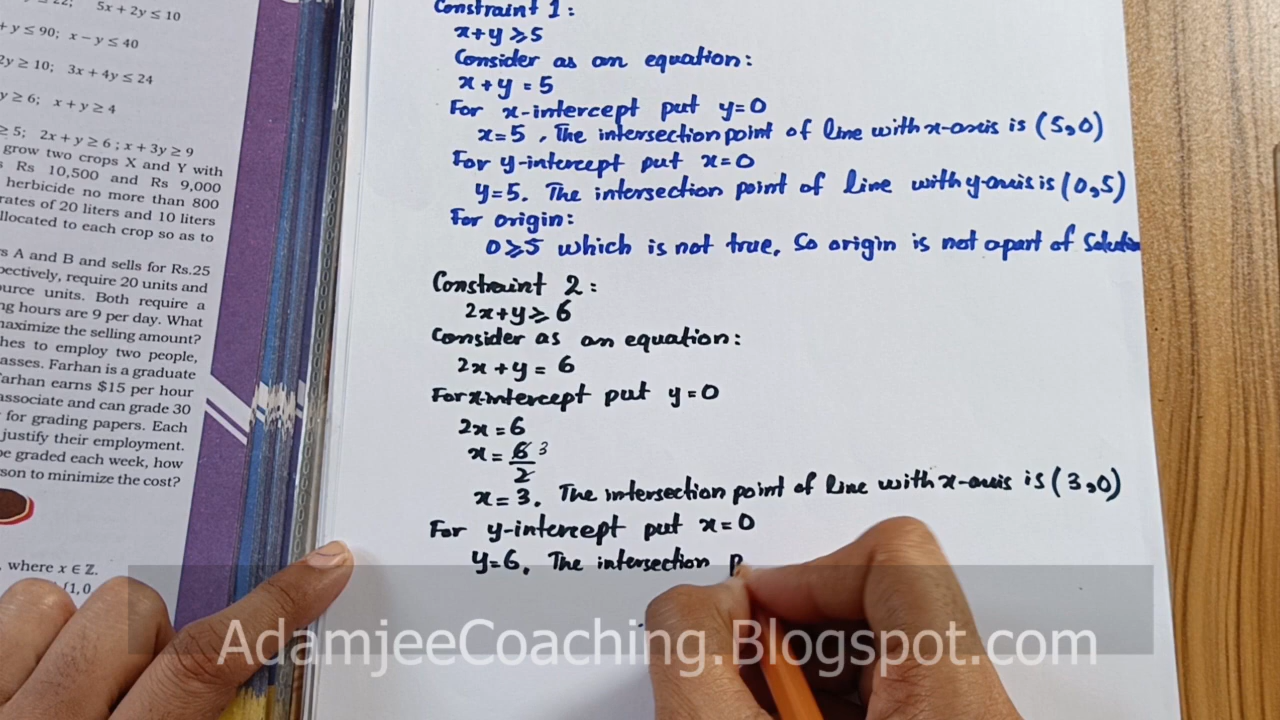 5x + 2y ≤ 10
+ y ≤ 90; x − y ≤ 40
2y ≥ 10; 3x + 4y ≤ 24
y ≥ 6; x + y ≥ 4
≥ 5; 2x + y ≥ 6 ; x + 3y ≥ 9
grow two crops X and Y with
Rs 10,500 and Rs 9,000
herbicide no more than 800
rates of 20 liters and 10 liters
llocated to each crop so as to
s A and B and sells for Rs.25
pectively, require 20 units and
ource units. Both require a
ng hours are 9 per day. What
maximize the selling amount?
hes to employ two people,
asses. Farhan is a graduate
arhan earns $15 per hour
associate and can grade 30
for grading papers. Each
justify their employment.
be graded each week, how
son to minimize the cost?
, where x ∈ ℤ.
{1, 0
Constraint 1:
x+y ≥ 5
Consider as an equation:
x + y = 5
For x-intercept put y=0
x=5 , The intersection point of line with x-axis is (5,0)
For y-intercept put x=0
y=5. The intersection point of line with y-axis is (0,5)
For origin:
0≥5 which is not true. So origin is not apart of Solution
Constraint 2:
2x+y≥ 6
Consider as an equation:
2x +y = 6
For x-intercept put y=0
2x = 6
x = 6/2 3
x = 3. The intersection point of line with x-axis is (3,0)
For y-intercept put x=0
y=6. The intersection P
AdamjeeCoaching.Blogspot.com